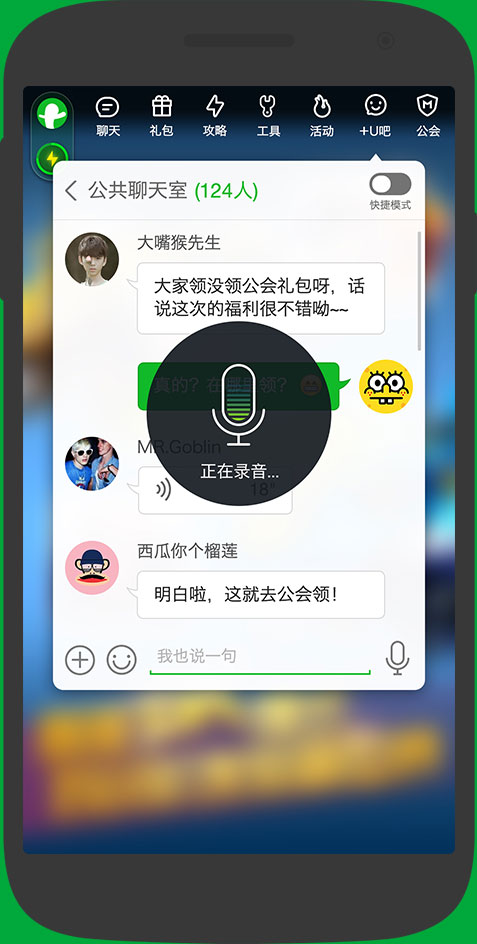 聊天 礼包 攻略 工具 活动 +U吧 公会
公共聊天室 (124人)
快捷模式
大嘴猴先生
大家领没领公会礼包呀，话
说这次的福利很不错呦~~
真的？在哪里领？
MR.Goblin
18"
正在录音...
西瓜你个榴莲
明白啦，这就去公会领！
我也说一句